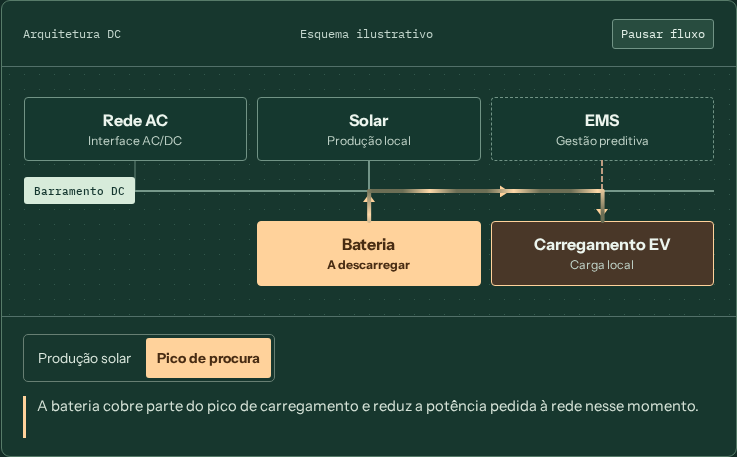 Arquitetura DC
Esquema ilustrativo
Pausar fluxo
Rede AC
Interface AC/DC
Solar
Produção local
EMS
Gestão preditiva
Barramento DC
Bateria
A descarregar
Carregamento EV
Carga local
Produção solar
Pico de procura
A bateria cobre parte do pico de carregamento e reduz a potência pedida à rede nesse momento.